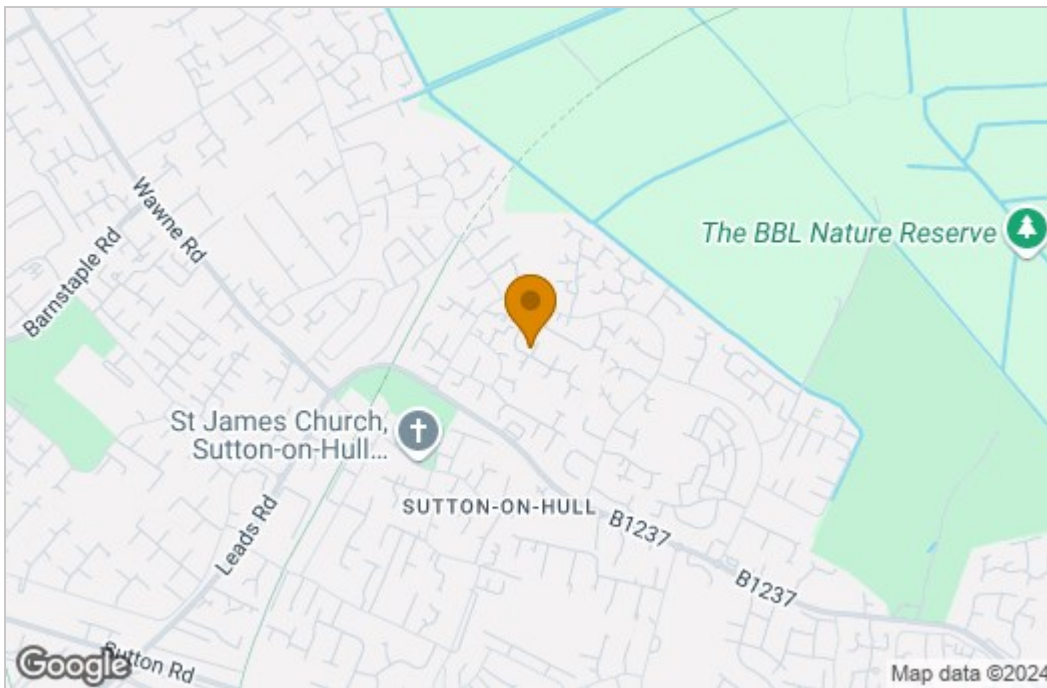 Wawne Rd
Barnstaple Rd
The BBL Nature Reserve
St James Church,
Sutton-on-Hull...
SUTTON-ON-HULL
B1237
Leads Rd
B1237
Sutton Rd
Google
Map data ©2024